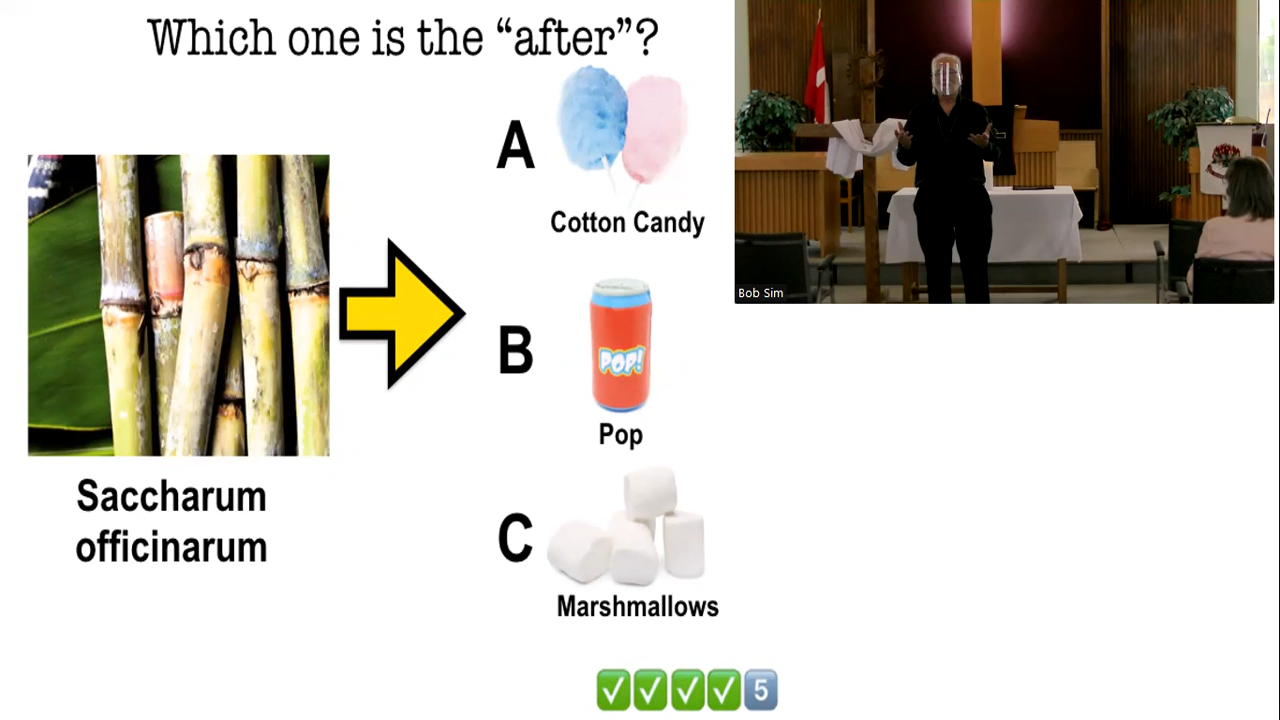 Which one is the “after”?
A
Cotton Candy
Bob Sim
B
POP!
Pop
Saccharum
officinarum
C
Marshmallows
5